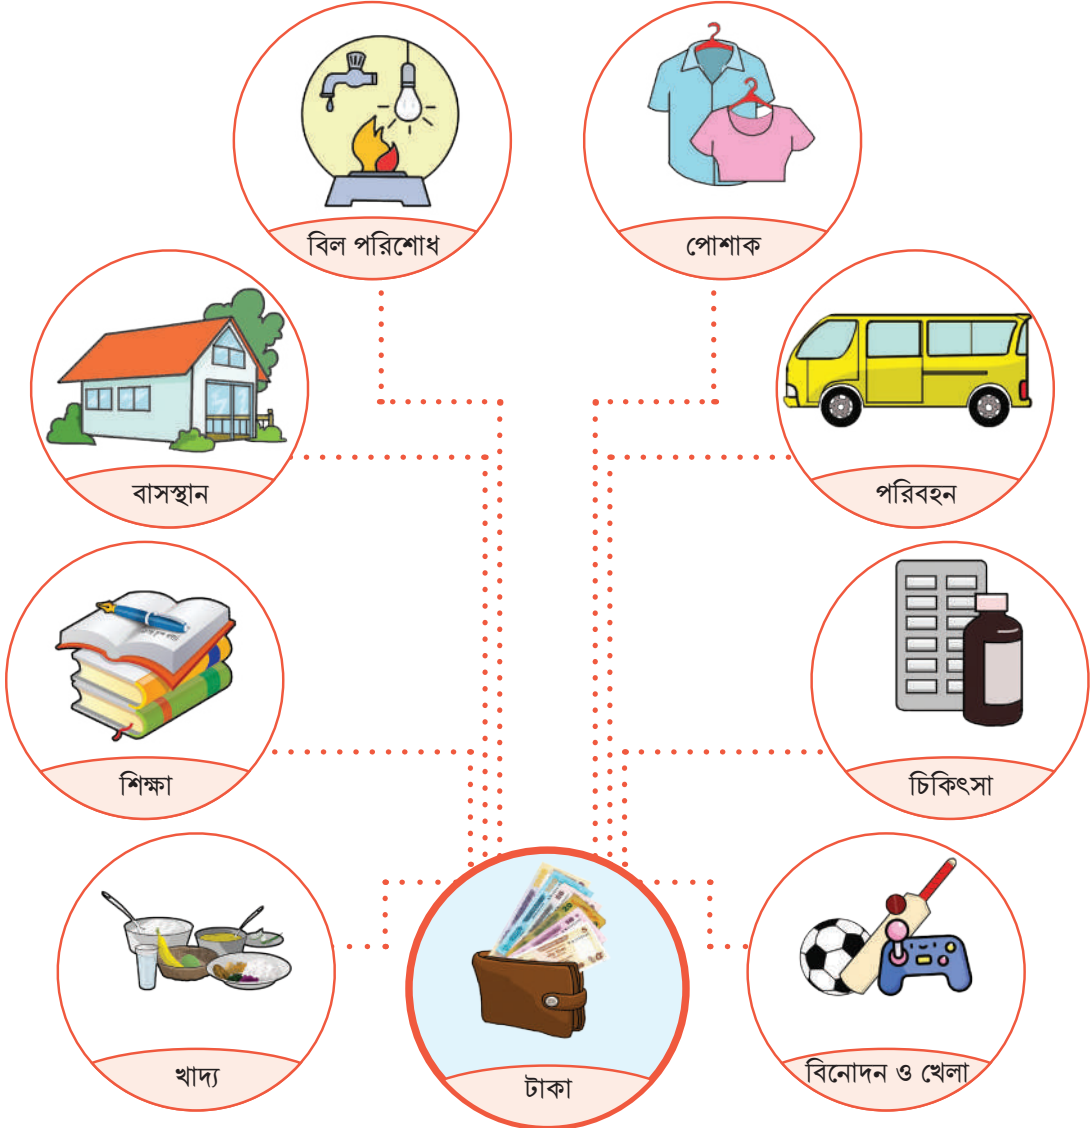 বিল পরিশোধ
পোশাক
বাসস্থান
পরিবহন
শিক্ষা
চিকিৎসা
খাদ্য
টাকা
বিনোদন ও খেলা